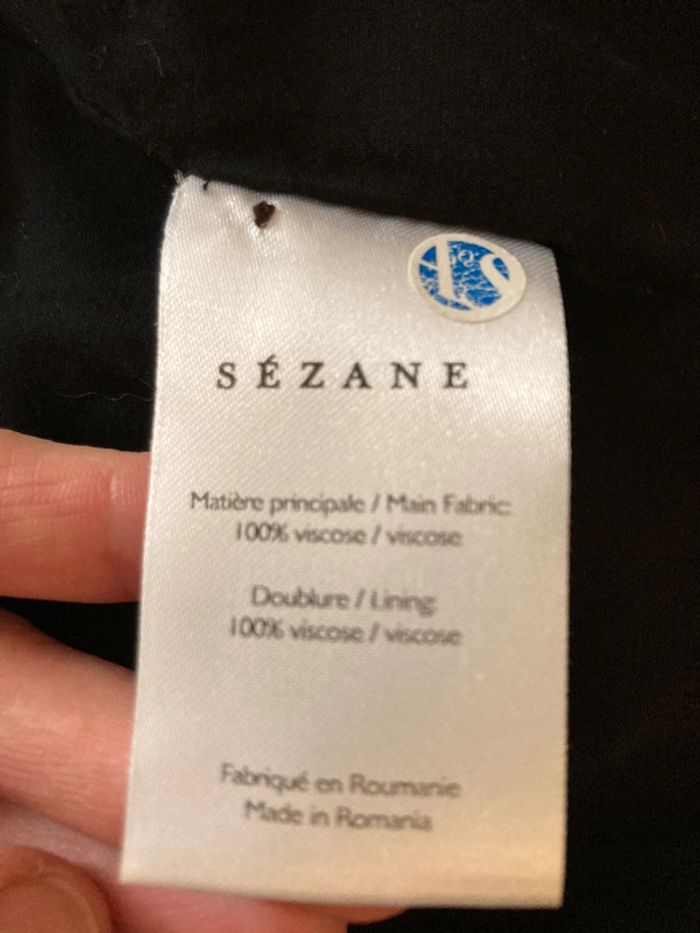 SÉZANE
Matière principale / Main Fabric:
100% viscose / viscose
Doublure / Lining:
100% viscose / viscose
Fabriqué en Roumanie
Made in Romania